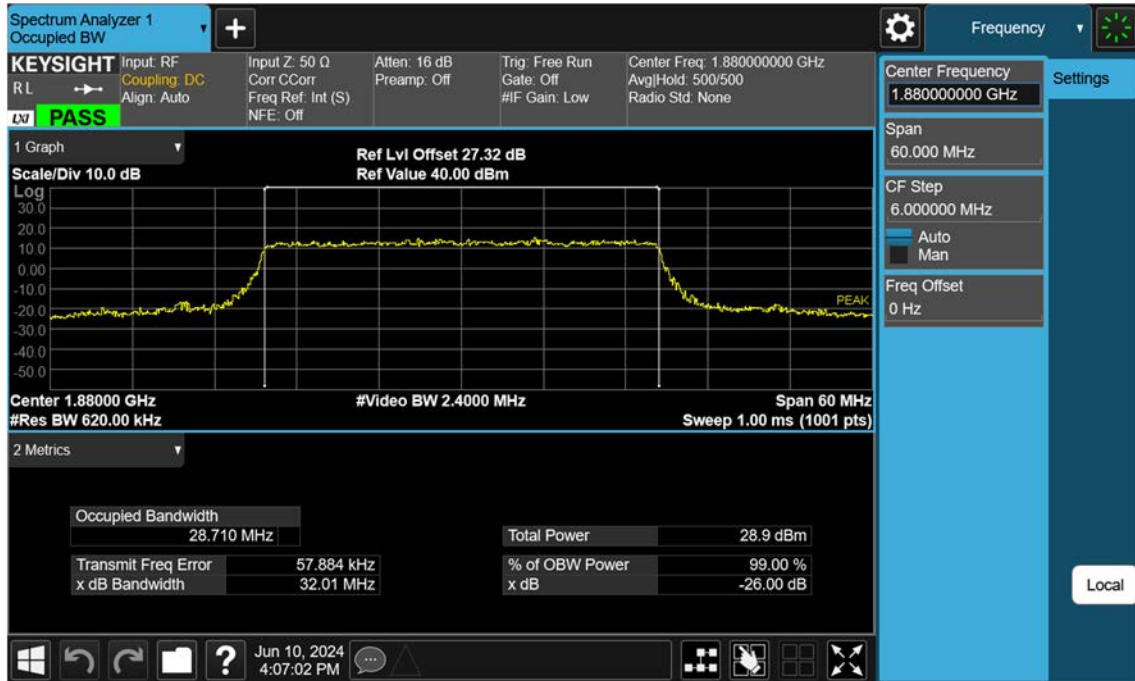 Spectrum Analyzer 1
Occupied BW
Frequency
KEYSIGHT
R L
LXI PASS
Input: RF
Coupling: DC
Align: Auto
Input Z: 50 Ω
Corr CCorr
Freq Ref: Int (S)
NFE: Off
Atten: 16 dB
Preamp: Off
Trig: Free Run
Gate: Off
#IF Gain: Low
Center Freq: 1.880000000 GHz
Avg|Hold: 500/500
Radio Std: None
1 Graph
Scale/Div 10.0 dB
Ref Lvl Offset 27.32 dB
Ref Value 40.00 dBm
Log
30.0
20.0
10.0
0.00
-10.0
-20.0
-30.0
-40.0
-50.0
PEAK
Center 1.88000 GHz
#Video BW 2.4000 MHz
Span 60 MHz
#Res BW 620.00 kHz
Sweep 1.00 ms (1001 pts)
2 Metrics
Occupied Bandwidth
28.710 MHz
Total Power 28.9 dBm
Transmit Freq Error 57.884 kHz
% of OBW Power 99.00 %
x dB Bandwidth 32.01 MHz
x dB -26.00 dB
Center Frequency
1.880000000 GHz
Settings
Span
60.000 MHz
CF Step
6.000000 MHz
Auto
Man
Freq Offset
0 Hz
Local
?
Jun 10, 2024
4:07:02 PM